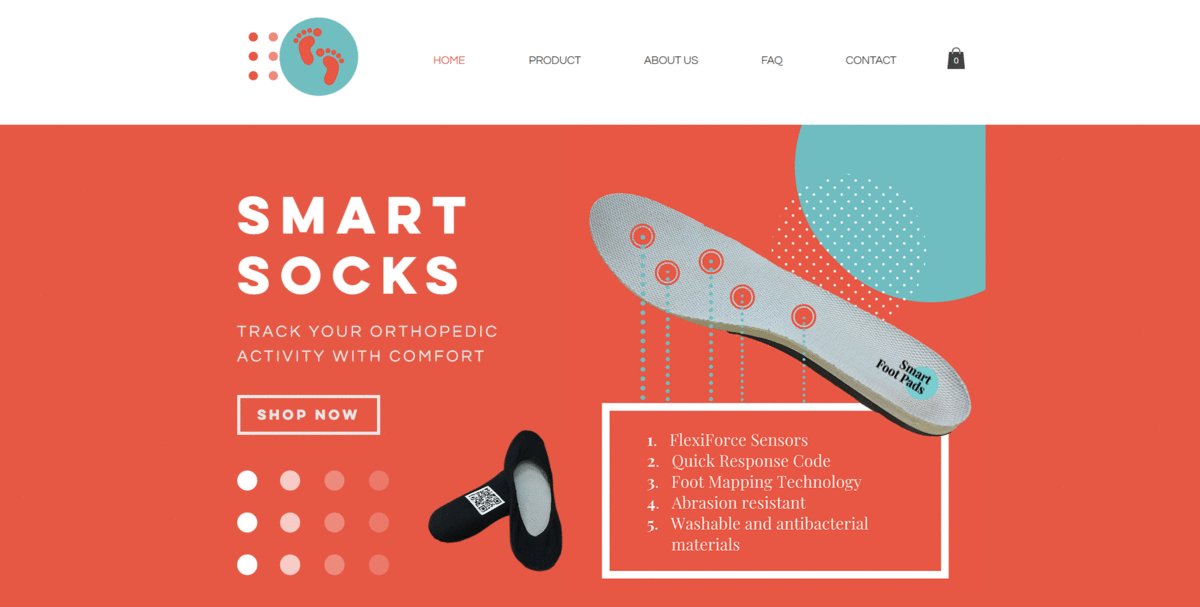 HOME
PRODUCT
ABOUT US
FAQ
CONTACT
0
SMART
SOCKS
TRACK YOUR ORTHOPEDIC
ACTIVITY WITH COMFORT
SHOP NOW
Smart
Foot Pads
1. FlexiForce Sensors
2. Quick Response Code
3. Foot Mapping Technology
4. Abrasion resistant
5. Washable and antibacterial
materials